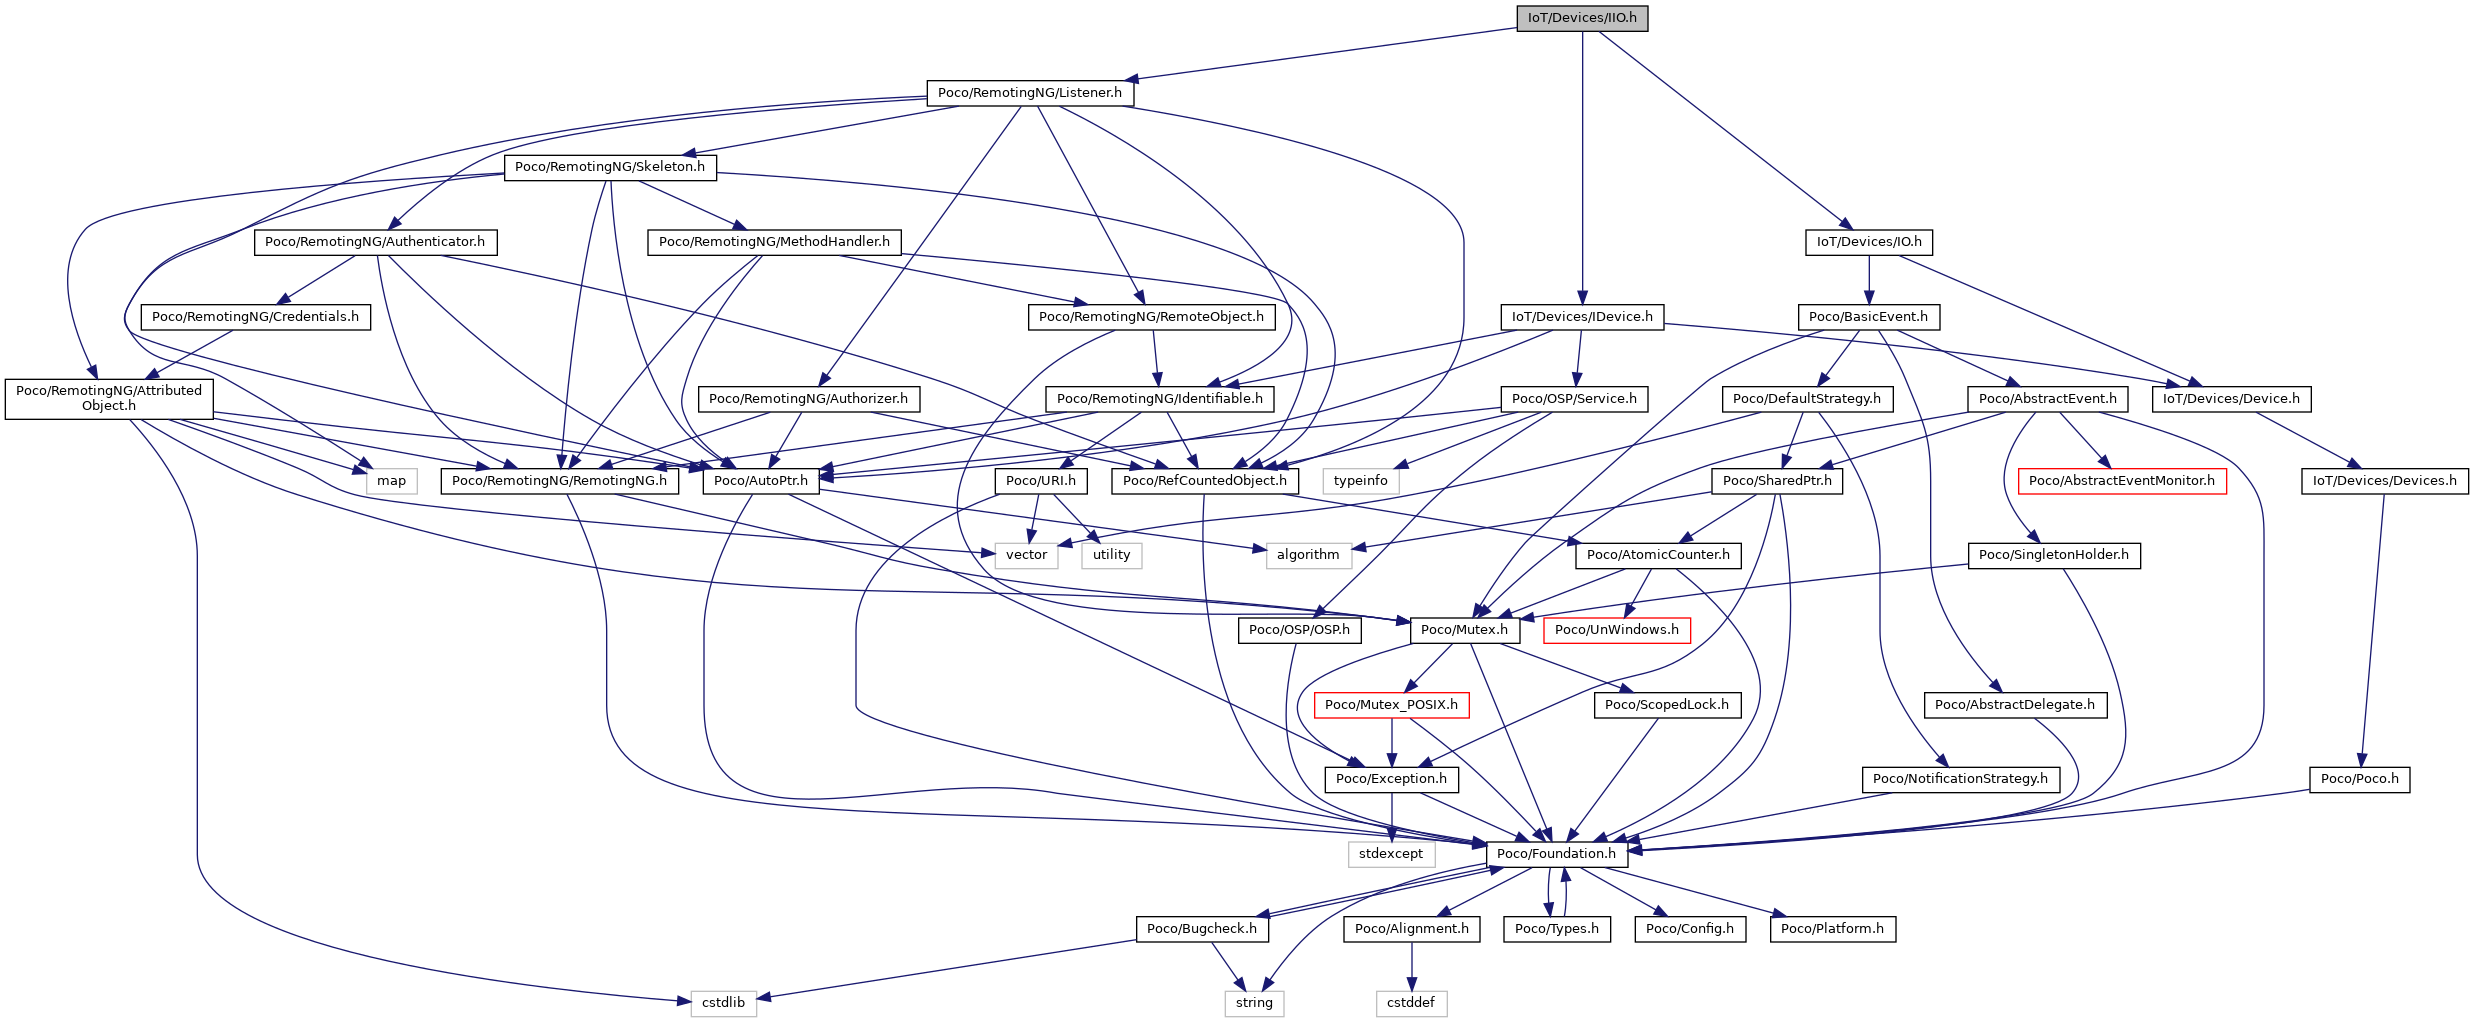 IoT/Devices/IIO.h
Poco/RemotingNG/Listener.h
Poco/RemotingNG/Skeleton.h
Poco/RemotingNG/Authenticator.h
Poco/RemotingNG/MethodHandler.h
IoT/Devices/IO.h
Poco/RemotingNG/Credentials.h
Poco/RemotingNG/RemoteObject.h
IoT/Devices/IDevice.h
Poco/BasicEvent.h
Poco/RemotingNG/Attributed
Object.h
Poco/RemotingNG/Authorizer.h
Poco/RemotingNG/Identifiable.h
Poco/OSP/Service.h
Poco/DefaultStrategy.h
Poco/AbstractEvent.h
IoT/Devices/Device.h
map
Poco/RemotingNG/RemotingNG.h
Poco/AutoPtr.h
Poco/URI.h
Poco/RefCountedObject.h
typeinfo
Poco/SharedPtr.h
Poco/AbstractEventMonitor.h
IoT/Devices/Devices.h
vector
utility
algorithm
Poco/AtomicCounter.h
Poco/SingletonHolder.h
Poco/OSP/OSP.h
Poco/Mutex.h
Poco/UnWindows.h
Poco/Mutex_POSIX.h
Poco/ScopedLock.h
Poco/AbstractDelegate.h
Poco/Exception.h
Poco/NotificationStrategy.h
Poco/Poco.h
stdexcept
Poco/Foundation.h
Poco/Bugcheck.h
Poco/Alignment.h
Poco/Types.h
Poco/Config.h
Poco/Platform.h
cstdlib
string
cstddef